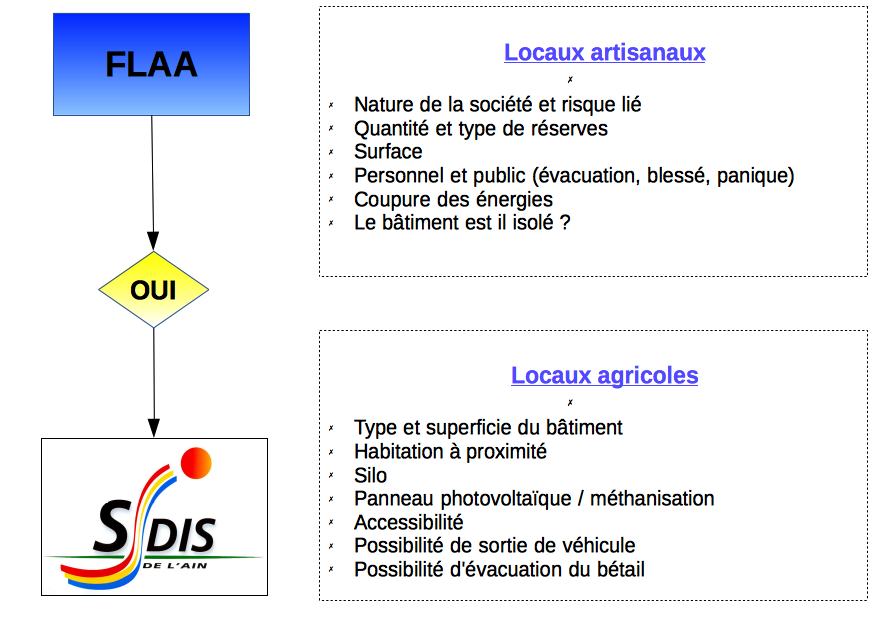 FLAA
OUI
SDIS
DE L'AIN
Locaux artisanaux
✗
✗ Nature de la société et risque lié
✗ Quantité et type de réserves
✗ Surface
✗ Personnel et public (évacuation, blessé, panique)
✗ Coupure des énergies
✗ Le bâtiment est il isolé ?
Locaux agricoles
✗
✗ Type et superficie du bâtiment
✗ Habitation à proximité
✗ Silo
✗ Panneau photovoltaïque / méthanisation
✗ Accessibilité
✗ Possibilité de sortie de véhicule
✗ Possibilité d'évacuation du bétail